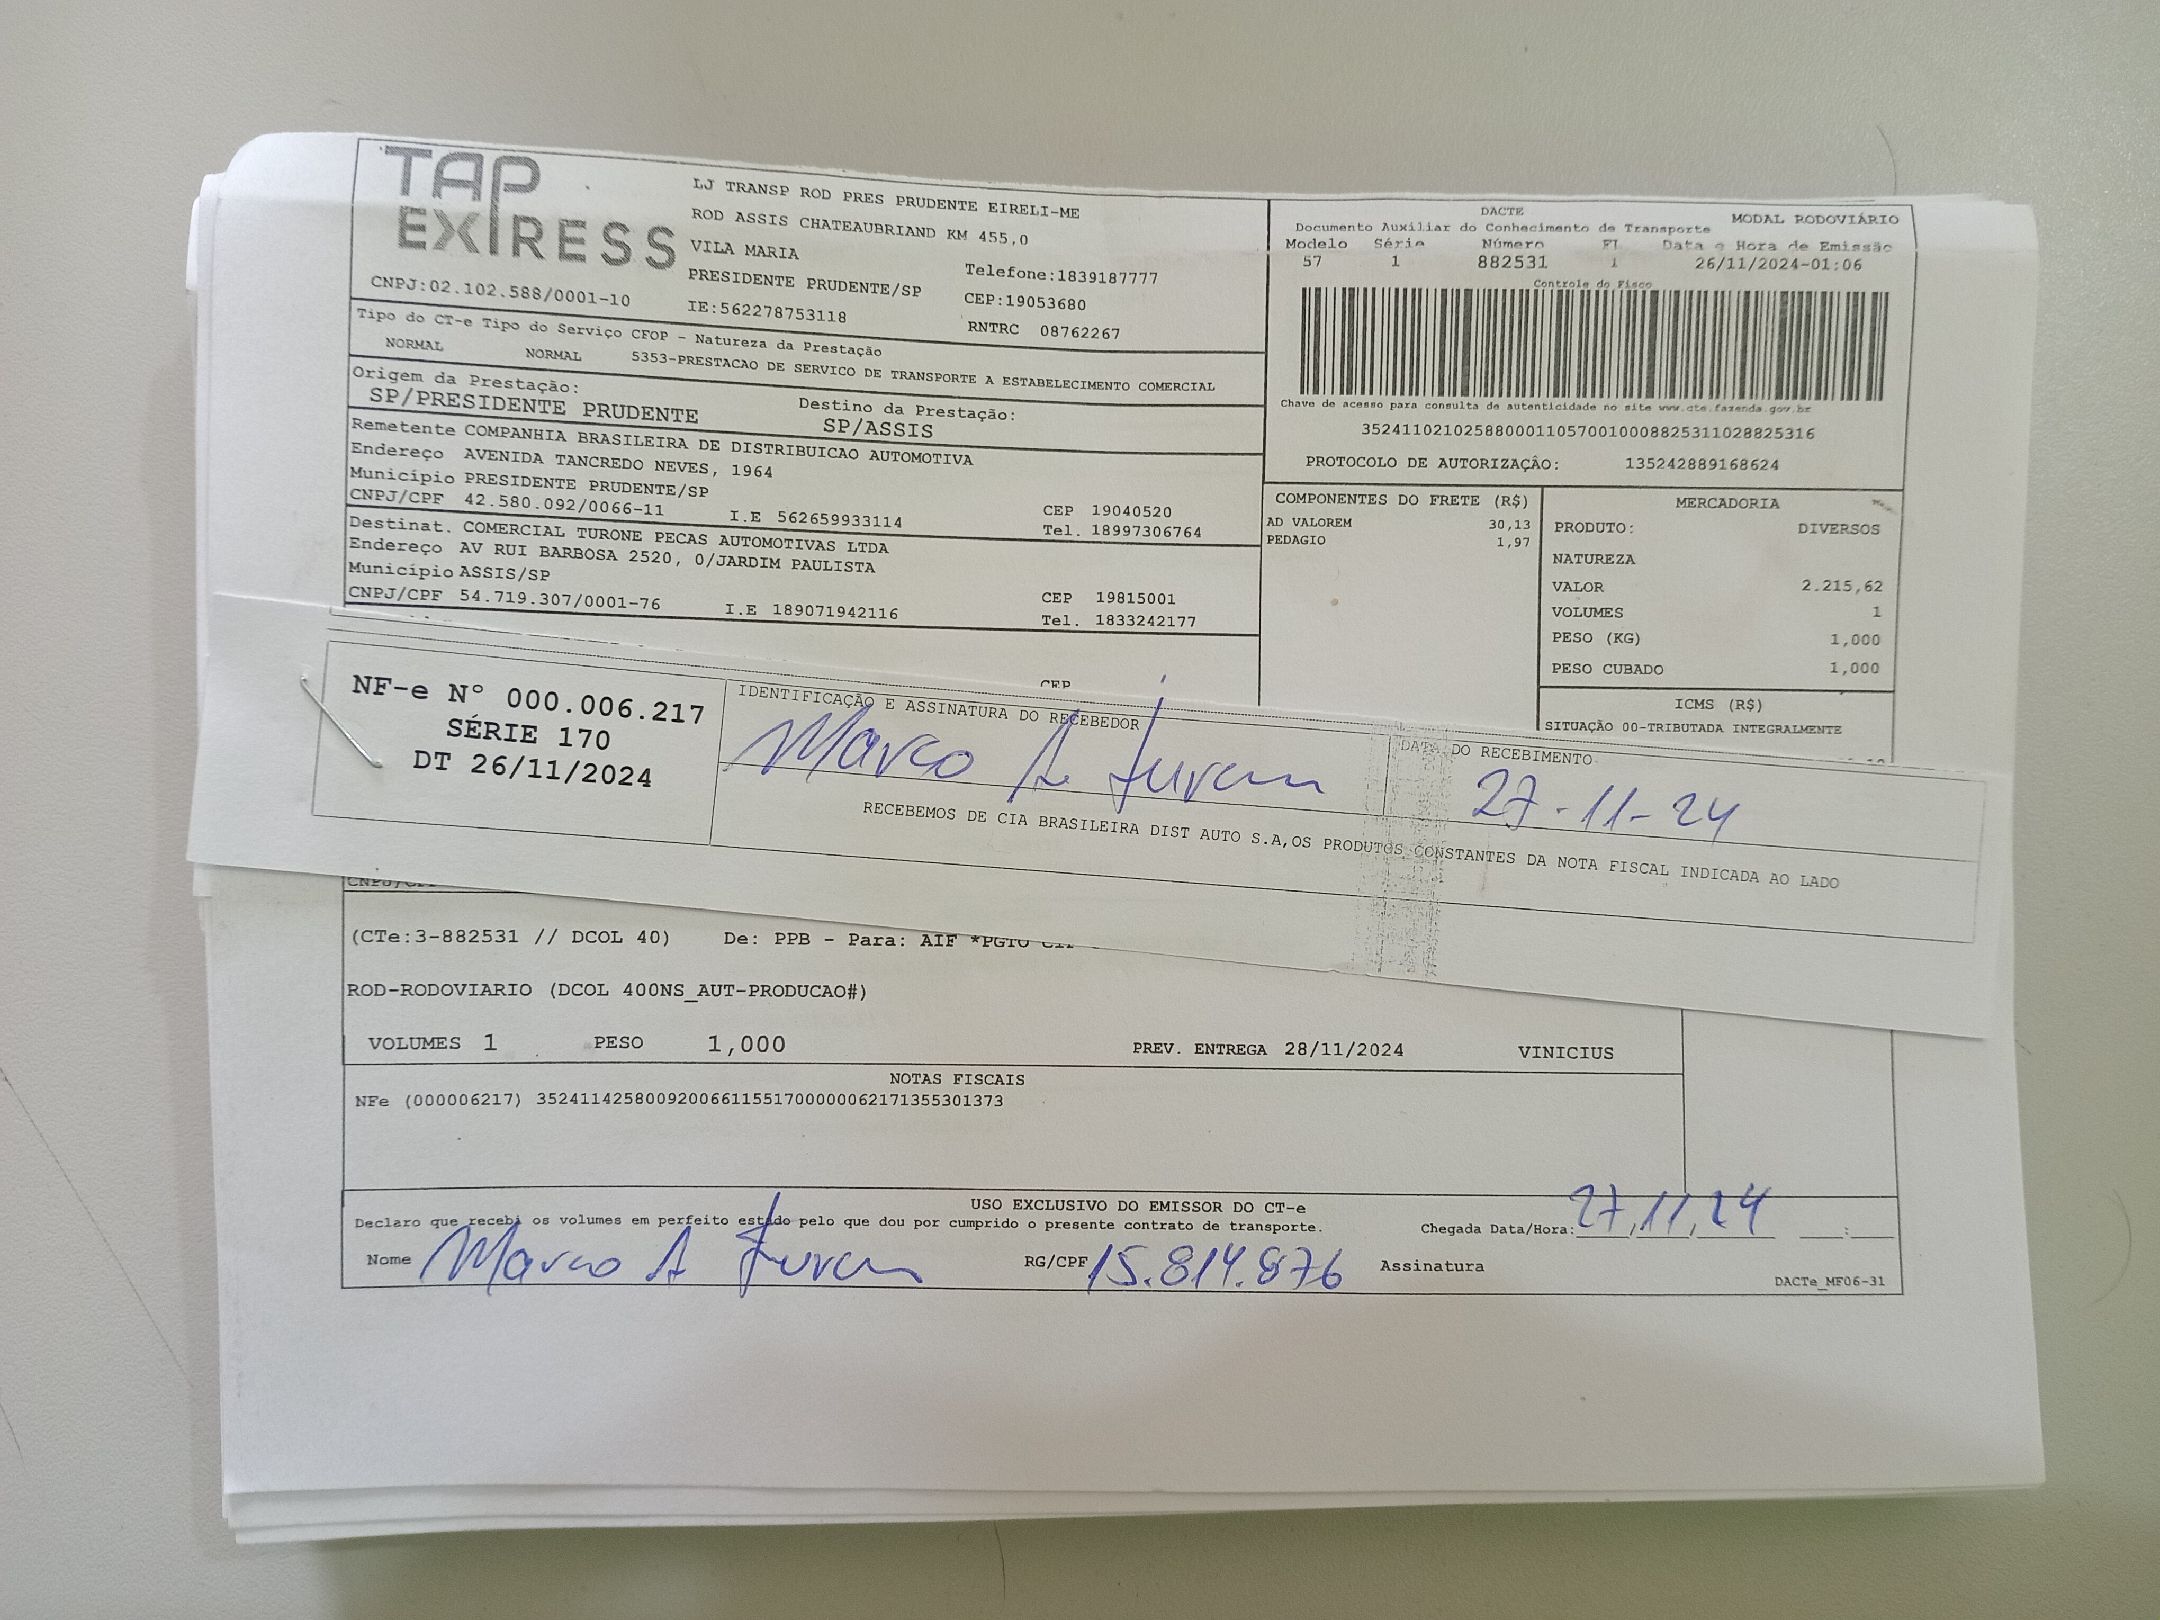 TAP
EXPRESS
LJ TRANSP ROD PRES PRUDENTE EIRELI-ME
ROD ASSIS CHATEAUBRIAND KM 455,0
VILA MARIA
PRESIDENTE PRUDENTE/SP
Telefone:1839187777
CEP:19053680
CNPJ:02.102.588/0001-10
IE:562278753118
RNTRC 08762267
DACTE
MODAL RODOVIÁRIO
Documento Auxiliar do Conhecimento de Transporte
Modelo Série Número FL Data e Hora de Emissão
57 1 882531 1 26/11/2024-01:06
Controle do Fisco
Chave de acesso para consulta de autenticidade no site www.cte.fazenda.gov.br
35241102102588000110570010008825311028825316
PROTOCOLO DE AUTORIZAÇÂO: 135242889168624
Tipo do CT-e Tipo do Serviço CFOP - Natureza da Prestação
NORMAL NORMAL 5353-PRESTACAO DE SERVICO DE TRANSPORTE A ESTABELECIMENTO COMERCIAL
Origem da Prestação: Destino da Prestação:
SP/PRESIDENTE PRUDENTE SP/ASSIS
Remetente COMPANHIA BRASILEIRA DE DISTRIBUICAO AUTOMOTIVA
Endereço AVENIDA TANCREDO NEVES, 1964
Município PRESIDENTE PRUDENTE/SP CEP 19040520
CNPJ/CPF 42.580.092/0066-11 I.E 562659933114 Tel. 18997306764
Destinat. COMERCIAL TURONE PECAS AUTOMOTIVAS LTDA
Endereço AV RUI BARBOSA 2520, 0/JARDIM PAULISTA
Município ASSIS/SP CEP 19815001
CNPJ/CPF 54.719.307/0001-76 I.E 189071942116 Tel. 1833242177
CEP
COMPONENTES DO FRETE (R$)
AD VALOREM 30,13
PEDAGIO 1,97
MERCADORIA
PRODUTO: DIVERSOS
NATUREZA
VALOR 2.215,62
VOLUMES 1
PESO (KG) 1,000
PESO CUBADO 1,000
ICMS (R$)
SITUAÇÃO 00-TRIBUTADA INTEGRALMENTE
NF-e Nº 000.006.217
SÉRIE 170
DT 26/11/2024
IDENTIFICAÇÃO E ASSINATURA DO RECEBEDOR
Marco A
DATA DO RECEBIMENTO
27-11-24
RECEBEMOS DE CIA BRASILEIRA DIST AUTO S.A,OS PRODUTOS CONSTANTES DA NOTA FISCAL INDICADA AO LADO
CNPJ/CPF
(CTe:3-882531 // DCOL 40) De: PPB - Para: AIF *PGTO CIF
ROD-RODOVIARIO (DCOL 400NS_AUT-PRODUCAO#)
VOLUMES 1 PESO 1,000 PREV. ENTREGA 28/11/2024 VINICIUS
NOTAS FISCAIS
NFe (000006217) 35241142580092006611551700000062171355301373
USO EXCLUSIVO DO EMISSOR DO CT-e
Declaro que recebi os volumes em perfeito estado pelo que dou por cumprido o presente contrato de transporte.
Chegada Data/Hora: 27,11,24 :
Nome Marco A RG/CPF 15.814.876 Assinatura
DACTe_MF06-31